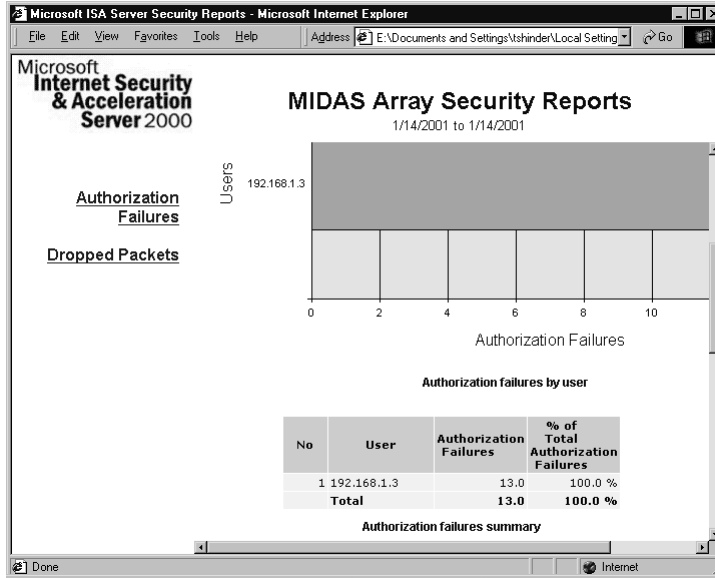 Microsoft ISA Server Security Reports - Microsoft Internet Explorer
File Edit View Favorites Tools Help Address E:\Documents and Settings\tshinder\Local Setting Go
Microsoft
Internet Security
& Acceleration
Server 2000
Authorization
Failures
Dropped Packets
MIDAS Array Security Reports
1/14/2001 to 1/14/2001
Users
192.168.1.3
0 2 4 6 8 10
Authorization Failures
Authorization failures by user
No User Authorization Failures % of Total Authorization Failures
1 192.168.1.3 13.0 100.0 %
Total 13.0 100.0 %
Authorization failures summary
Done Internet